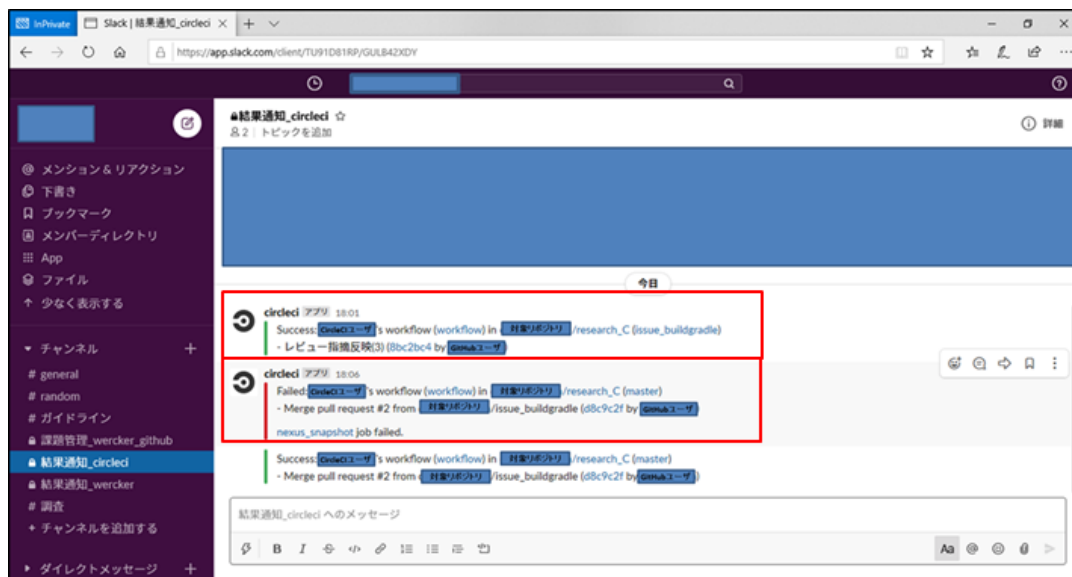 InPrivate
Slack | 結果通知_circleci
https://app.slack.com/client/TU91D81RP/GULB42XDY
結果通知_circleci
2 トピックを追加
詳細
メンション & リアクション
下書き
ブックマーク
メンバーディレクトリ
App
ファイル
少なく表示する
チャンネル
# general
# random
# ガイドライン
課題管理_wercker_github
結果通知_circleci
結果通知_wercker
# 調査
+ チャンネルを追加する
ダイレクトメッセージ
今日
circleci アプリ 18:01
Success: CircleCIユーザ's workflow (workflow) in 対象リポジトリ/research_C (issue_buildgradle)
- レビュー指摘反映(3) (8bc2bc4 by GitHubユーザ)
circleci アプリ 18:06
Failed: CircleCIユーザ's workflow (workflow) in 対象リポジトリ/research_C (master)
- Merge pull request #2 from 対象リポジトリ/issue_buildgradle (d8c9c2f by GitHubユーザ)
nexus_snapshot job failed.
Success: CircleCIユーザ's workflow (workflow) in 対象リポジトリ/research_C (master)
- Merge pull request #2 from 対象リポジトリ/issue_buildgradle (d8c9c2f by GitHubユーザ)
結果通知_circleci へのメッセージ
B I Aa @